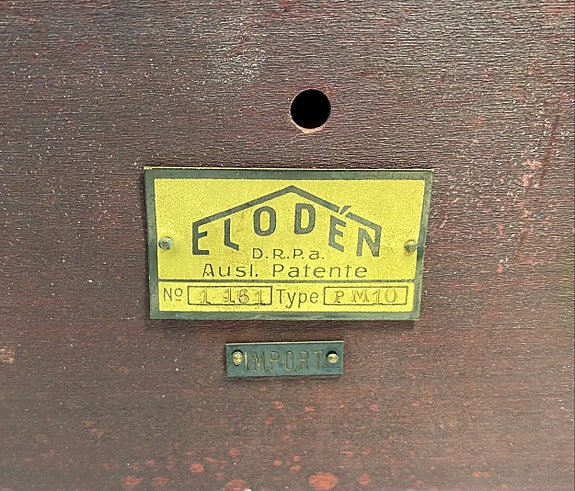 ELODÉN
D.R.P.a.
Ausl. Patente
No 1 161 Type PM10
IMPORT